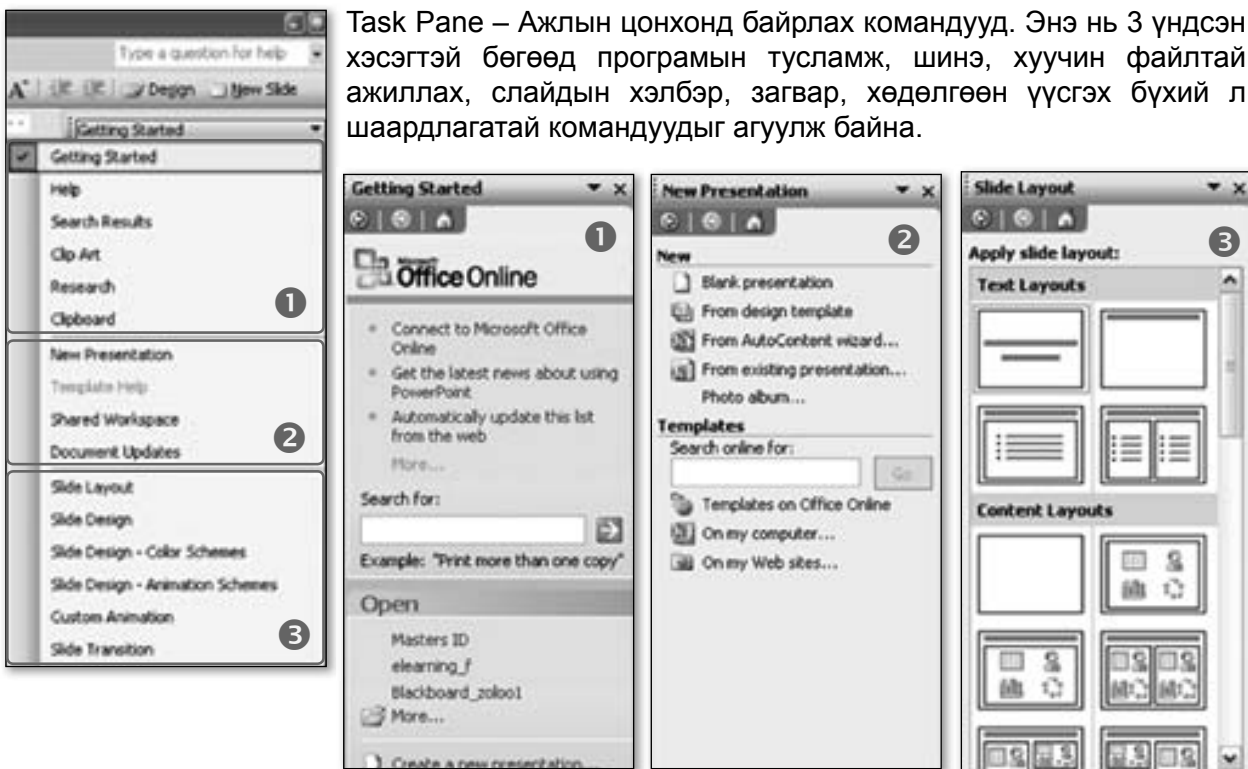 Task Pane – Ажлын цонхонд байрлах командууд. Энэ нь 3 үндсэн
хэсэгтэй бөгөөд програмын тусламж, шинэ, хуучин файлтай
ажиллах, слайдын хэлбэр, загвар, хөдөлгөөн үүсгэх бүхий л
шаардлагатай командуудыг агуулж байна.
Type a question for help
Design New Slide
Getting Started
Getting Started
Help
Search Results
Clip Art
Research
Clipboard
1
New Presentation
Template Help
Shared Workspace
Document Updates
2
Slide Layout
Slide Design
Slide Design - Color Schemes
Slide Design - Animation Schemes
Custom Animation
Slide Transition
3
Getting Started
1
Microsoft
Office Online
Connect to Microsoft Office
Online
Get the latest news about using
PowerPoint
Automatically update this list
from the web
More...
Search for:
Example: "Print more than one copy"
Open
Masters ID
elearning_f
Blackboard_zoloo1
More...
Create a new presentation...
New Presentation
2
New
Blank presentation
From design template
From AutoContent wizard...
From existing presentation...
Photo album...
Templates
Search online for:
Go
Templates on Office Online
On my computer...
On my Web sites...
Slide Layout
3
Apply slide layout:
Text Layouts
Content Layouts